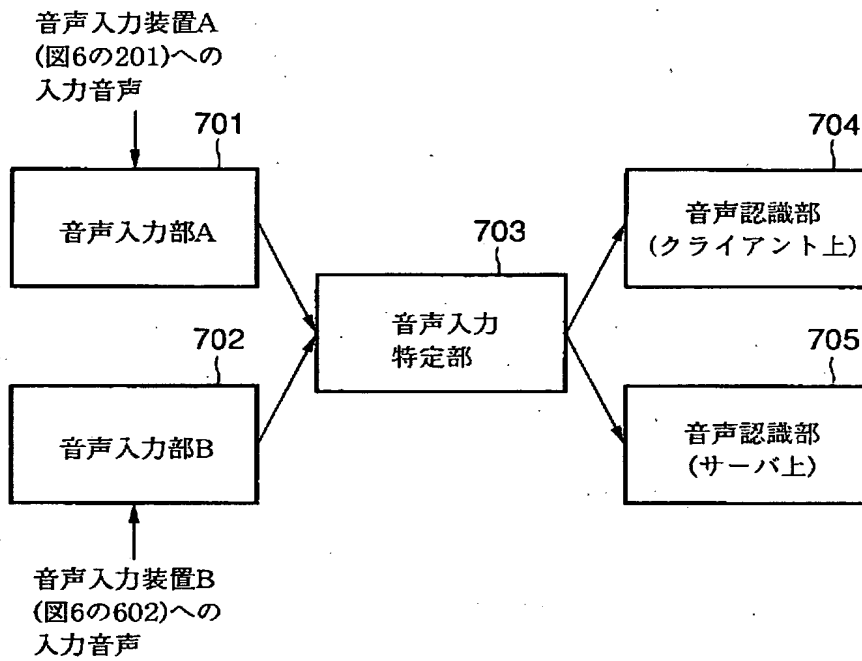 音声入力装置A
(図6の201)への
入力音声
701
音声入力部A
702
音声入力部B
音声入力装置B
(図6の602)への
入力音声
703
音声入力
特定部
704
音声認識部
(クライアント上)
705
音声認識部
(サーバ上)